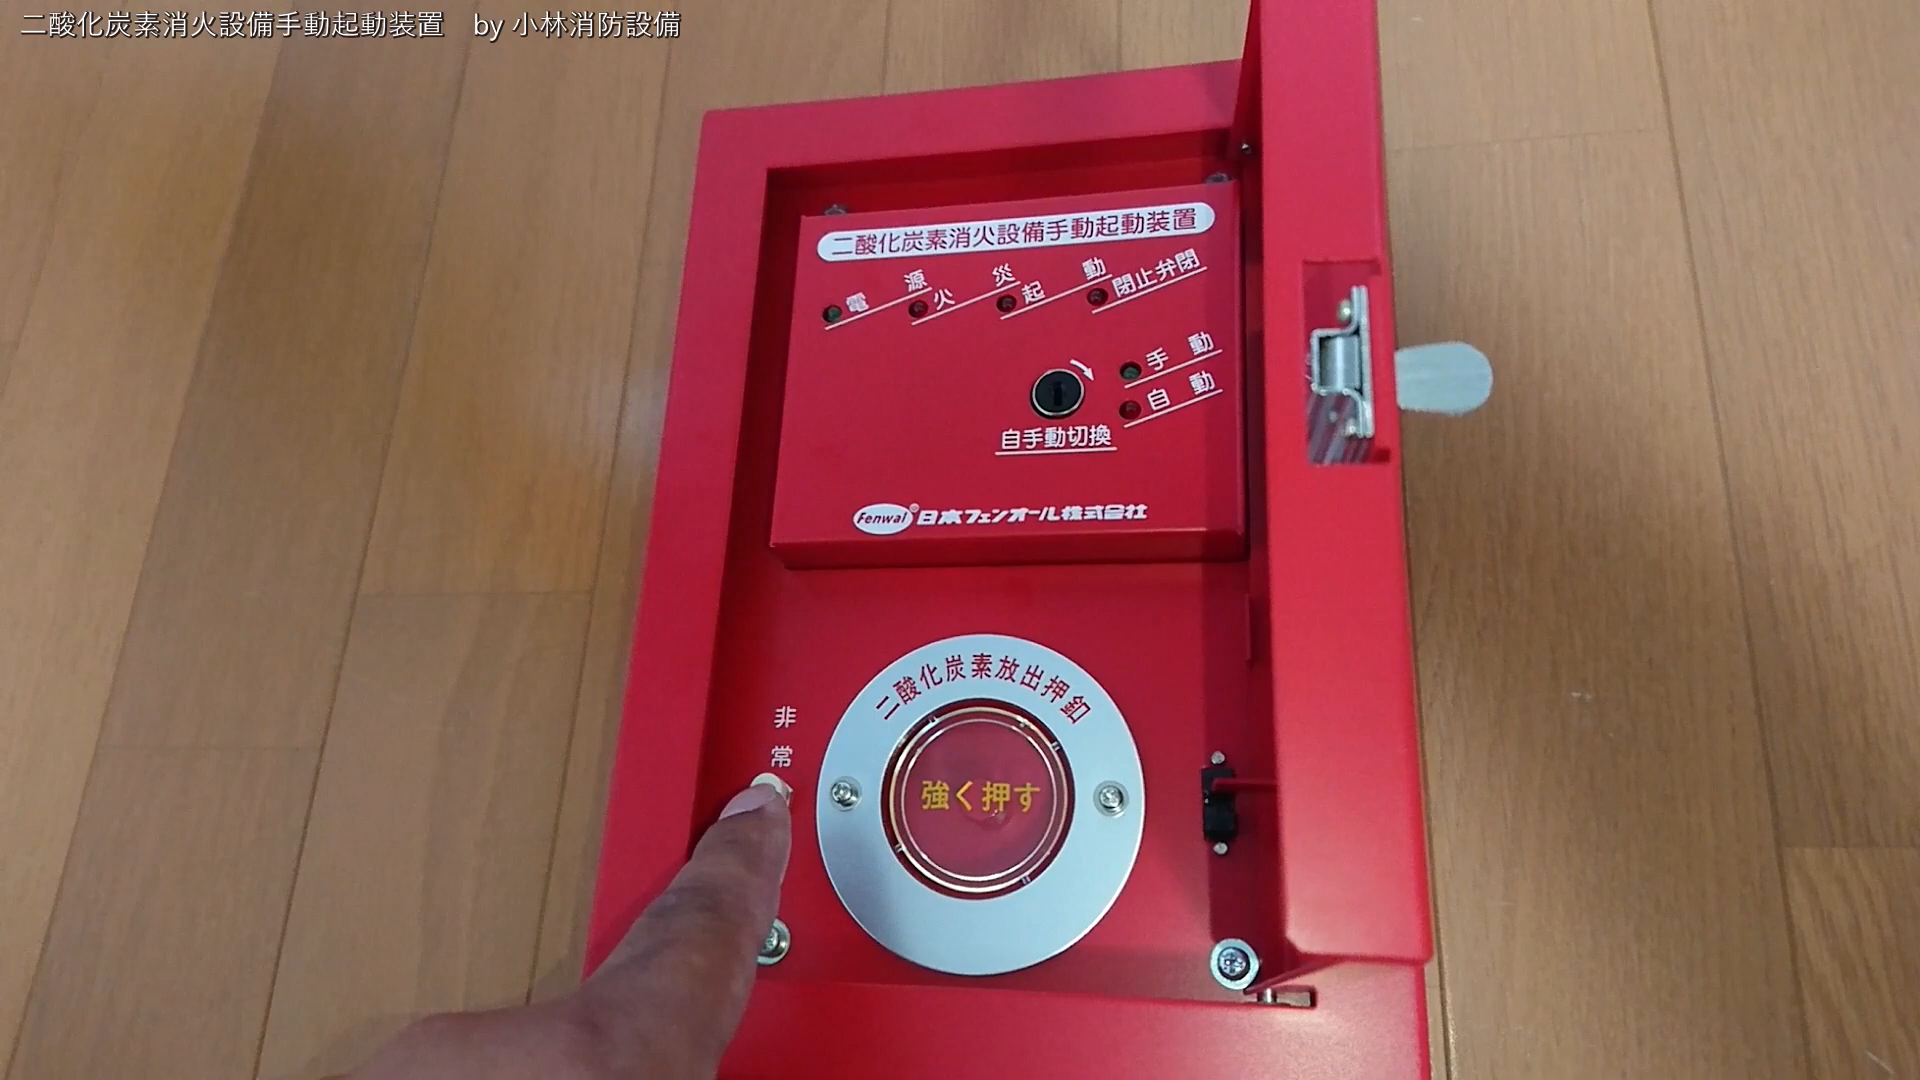 二酸化炭素消火設備手動起動装置 by 小林消防設備
二酸化炭素消火設備手動起動装置
電源 火災 起動 閉止弁閉
手動
自動
自手動切換
Fenwal® 日本フェンオール株式会社
二酸化炭素放出押釦
非常
強く押す